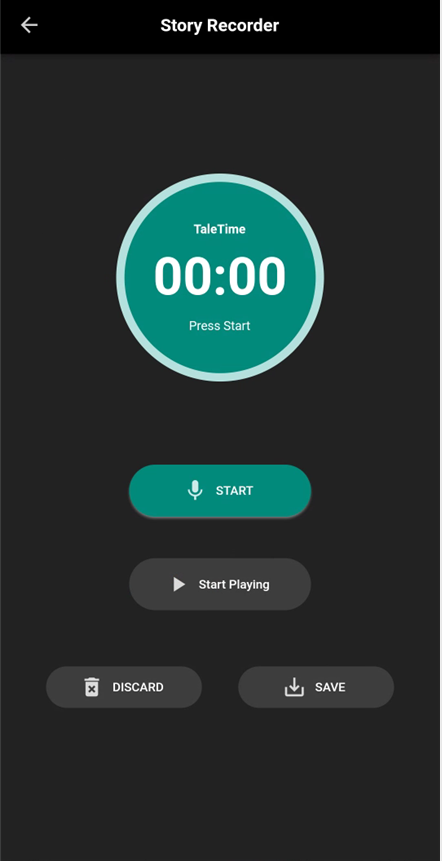 Story Recorder
TaleTime
00:00
Press Start
START
Start Playing
DISCARD
SAVE